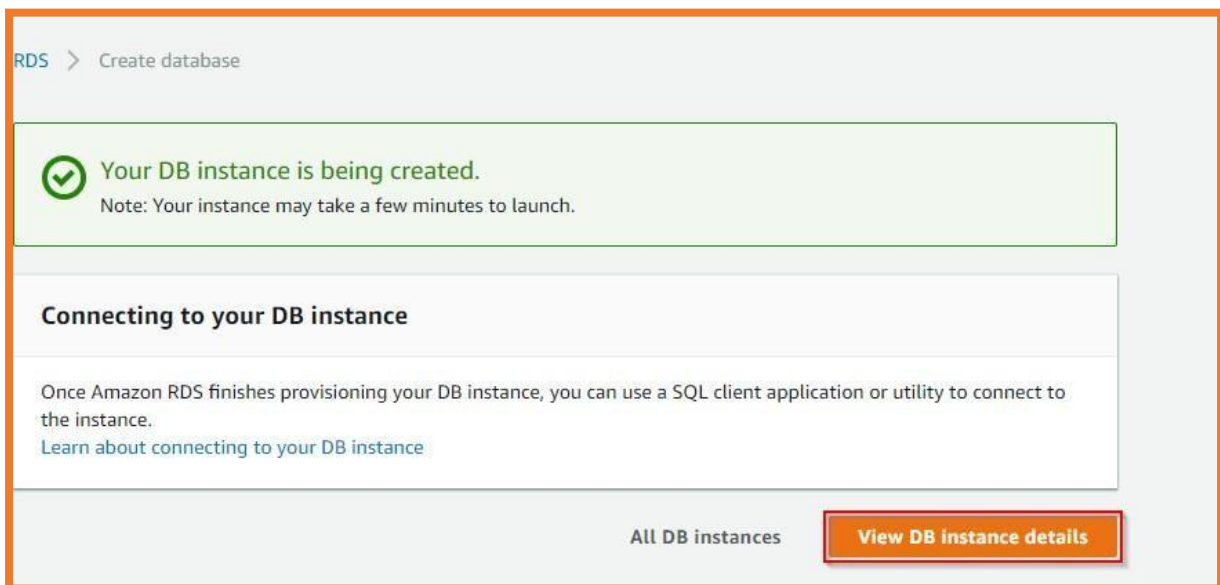 RDS > Create database
Your DB instance is being created.
Note: Your instance may take a few minutes to launch.
Connecting to your DB instance
Once Amazon RDS finishes provisioning your DB instance, you can use a SQL client application or utility to connect to
the instance.
Learn about connecting to your DB instance
All DB instances View DB instance details